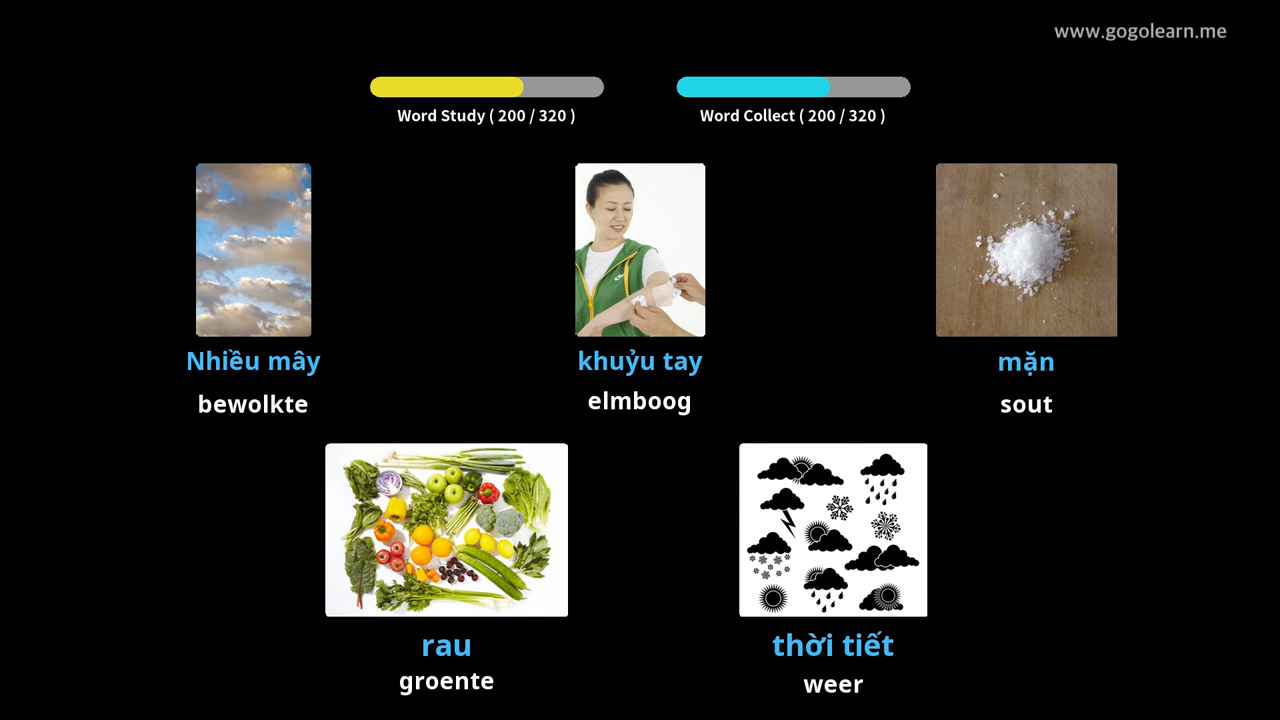 www.gogolearn.me
Word Study ( 200 / 320 )
Word Collect ( 200 / 320 )
Nhiều mây
bewolkte
khuỷu tay
elmboog
mặn
sout
rau
groente
thời tiết
weer